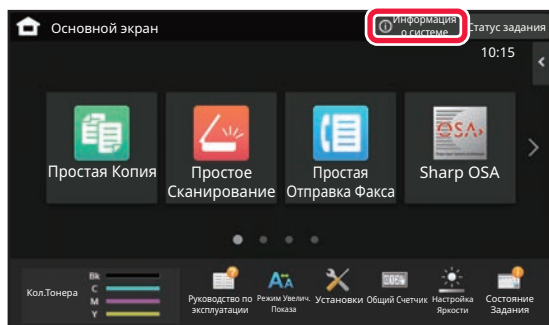 Основной экран
Информация
о системе
Статус задания
10:15
Простая Копия
Простое
Сканирование
Простая
Отправка Факса
Sharp OSA
Кол.Тонера
Bk
C
M
Y
Руководство по
эксплуатации
Режим Увелич.
Показа
Установки
Общий Счетчик
Настройка
Яркости
Состояние
Задания